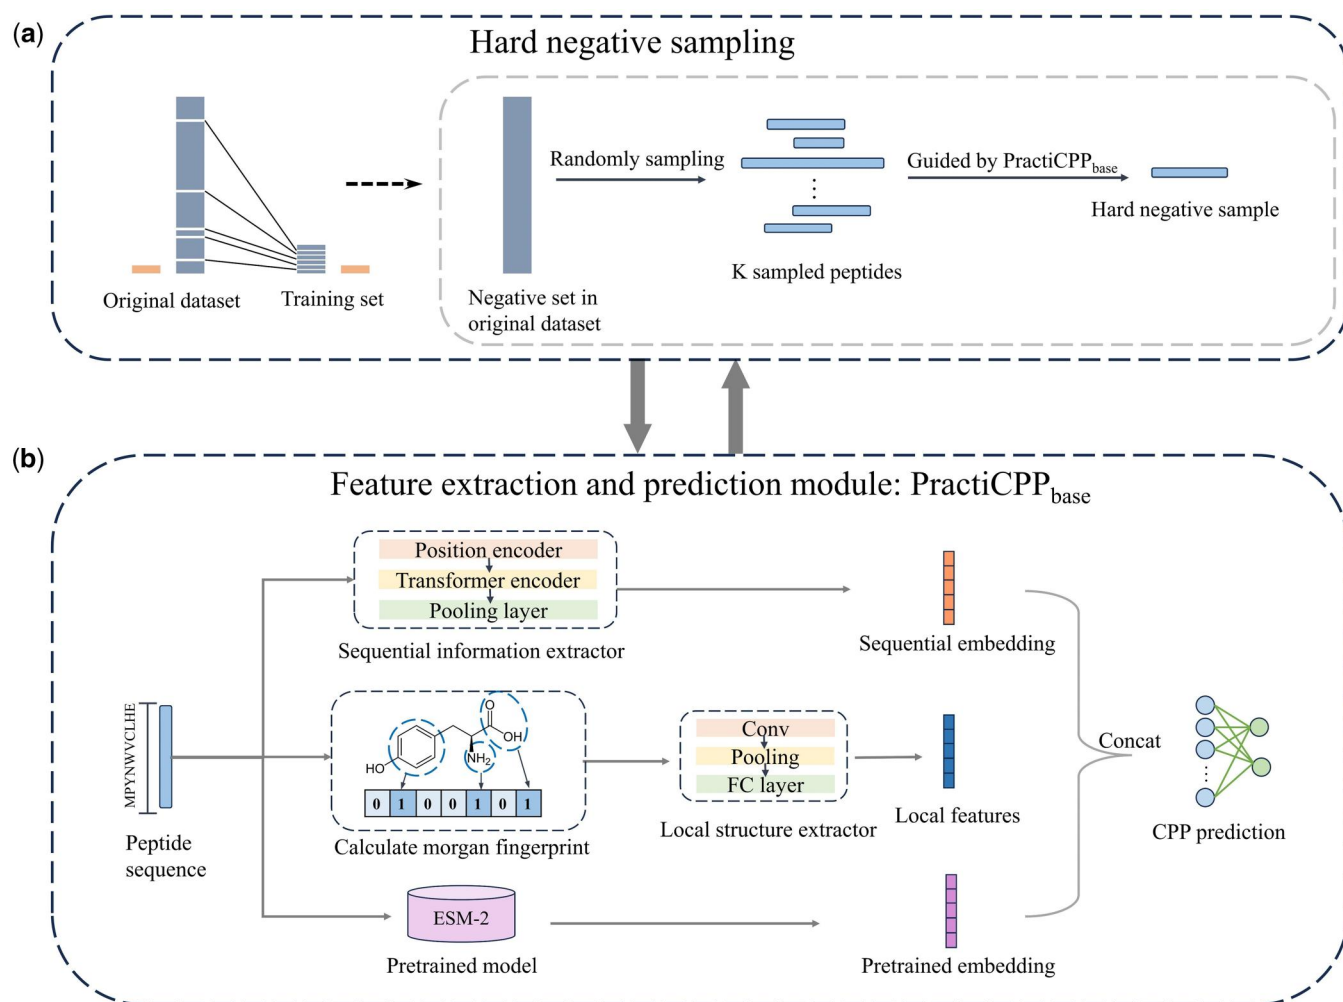 (a)
Hard negative sampling
Original dataset
Training set
Negative set in
original dataset
Randomly sampling
K sampled peptides
Guided by PractiCPPbase
Hard negative sample
(b)
Feature extraction and prediction module: PractiCPPbase
Position encoder
Transformer encoder
Pooling layer
Sequential information extractor
Sequential embedding
MPYNWVCLHE
Peptide
sequence
O
OH
NH2
HO
0 1 0 0 1 0 1
Calculate morgan fingerprint
Conv
Pooling
FC layer
Local structure extractor
Local features
Concat
CPP prediction
ESM-2
Pretrained model
Pretrained embedding